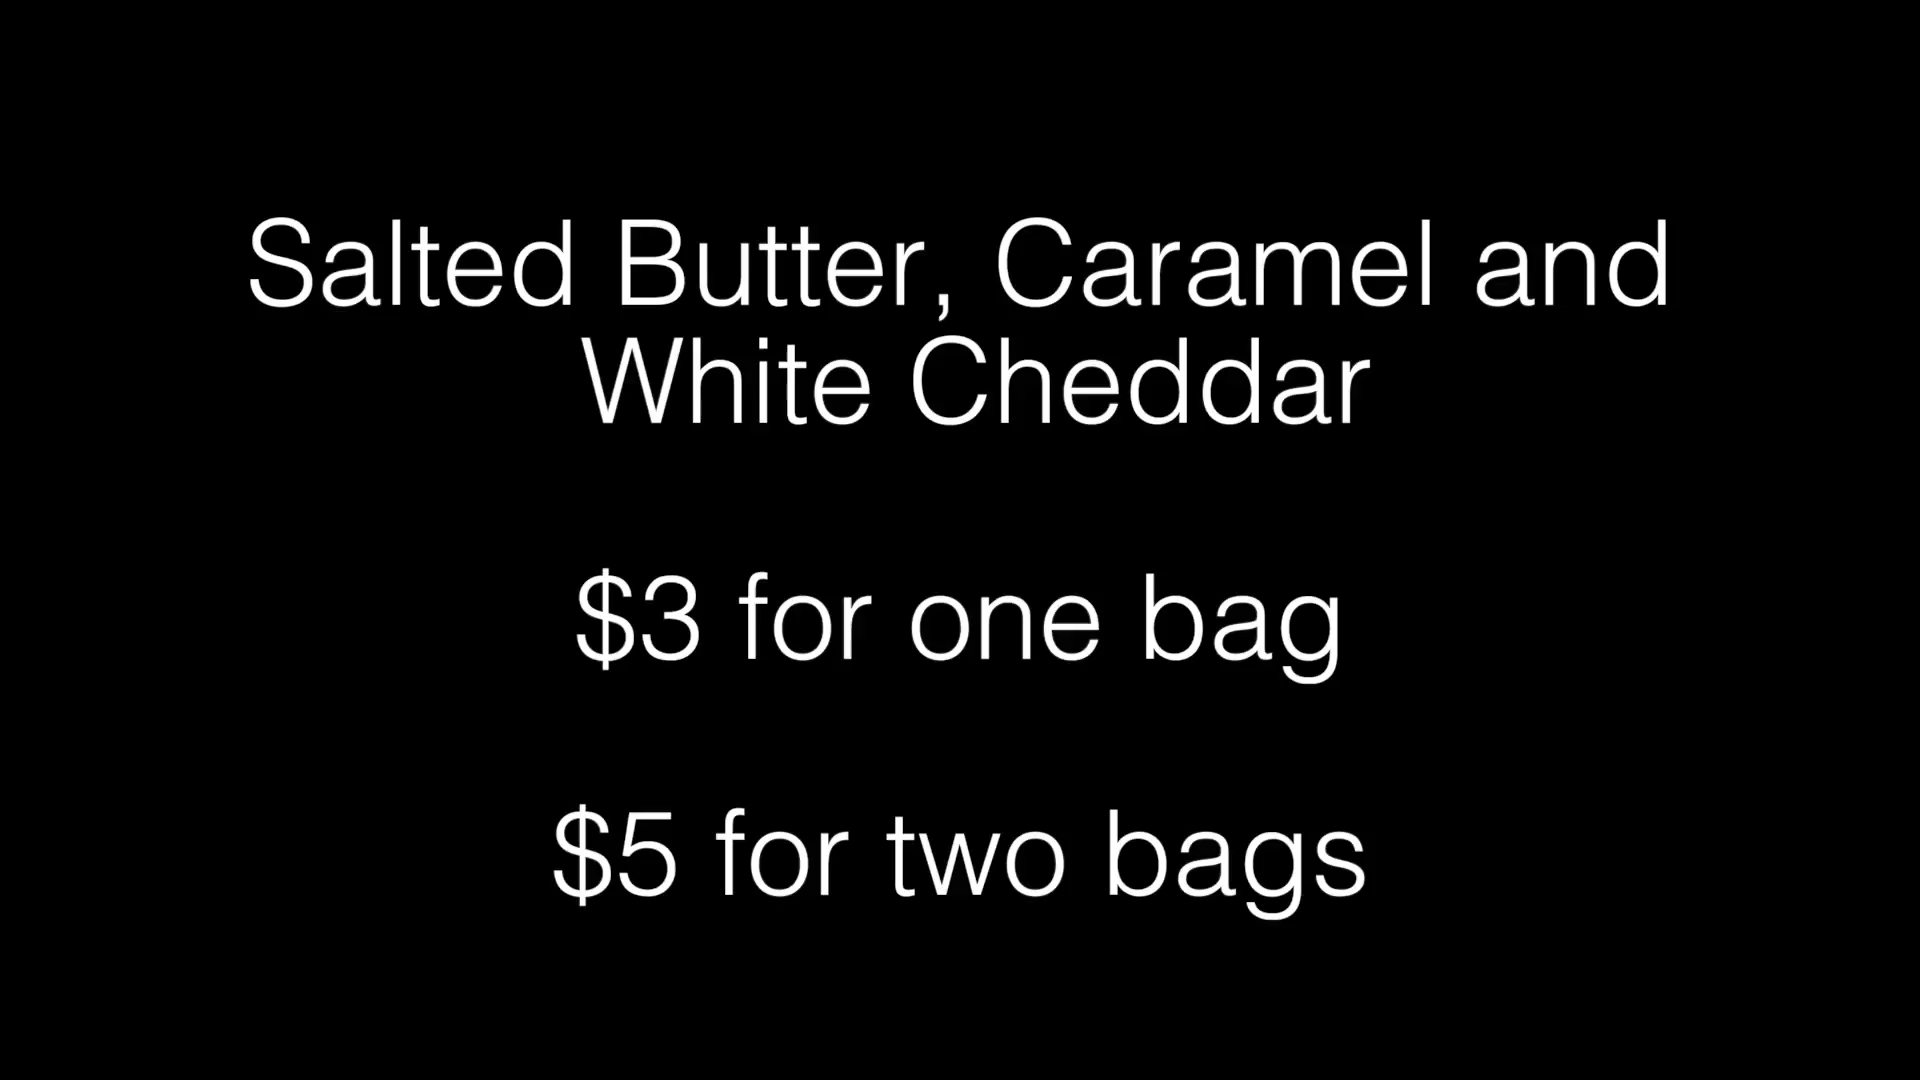 Salted Butter, Caramel and
White Cheddar
$3 for one bag
$5 for two bags